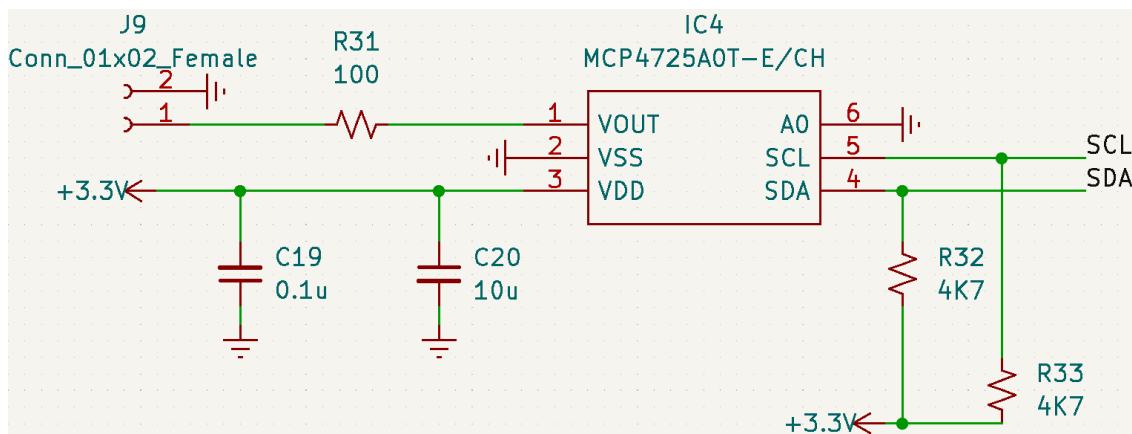 J9
Conn_01x02_Female
2
1
R31
100
IC4
MCP4725A0T-E/CH
1
VOUT
2
VSS
3
VDD
A0
6
SCL
5
SDA
4
SCL
SDA
+3.3V
C19
0.1u
C20
10u
R32
4K7
R33
4K7
+3.3V